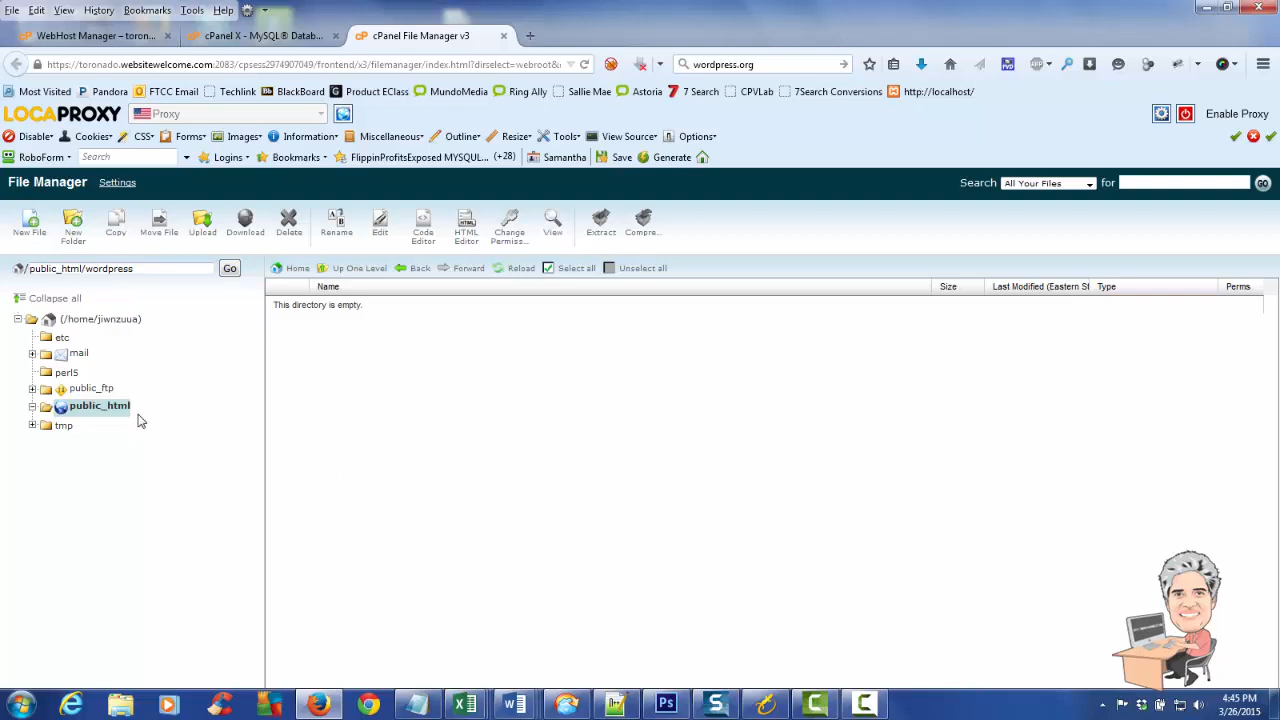 File Edit View History Bookmarks Tools Help
WebHost Manager – toron... × cPanel X - MySQL® Datab... × cPanel File Manager v3 × +
https://toronado.websitewelcome.com:2083/cpsess2974907049/frontend/x3/filemanager/index.html?dirselect=webroot&
wordpress.org
Most Visited Pandora FTCC Email Techlink BlackBoard Product EClass MundoMedia Ring Ally Sallie Mae Astoria 7 Search CPVLab 7Search Conversions http://localhost/
LOCAPROXY Proxy Enable Proxy
Disable Cookies CSS Forms Images Information Miscellaneous Outline Resize Tools View Source Options
RoboForm Search Logins Bookmarks FlippinProfitsExposed MYSQL... (+28) Samantha Save Generate
File Manager Settings Search All Your Files for GO
New File New Folder Copy Move File Upload Download Delete Rename Edit Code Editor HTML Editor Change Permiss... View Extract Compre...
/public_html/wordpress Go Home Up One Level Back Forward Reload Select all Unselect all
Name Size Last Modified (Eastern St Type Perms
Collapse all
This directory is empty.
(/home/jiwnzuua)
etc
mail
perl5
public_ftp
public_html
tmp
4:45 PM
3/26/2015